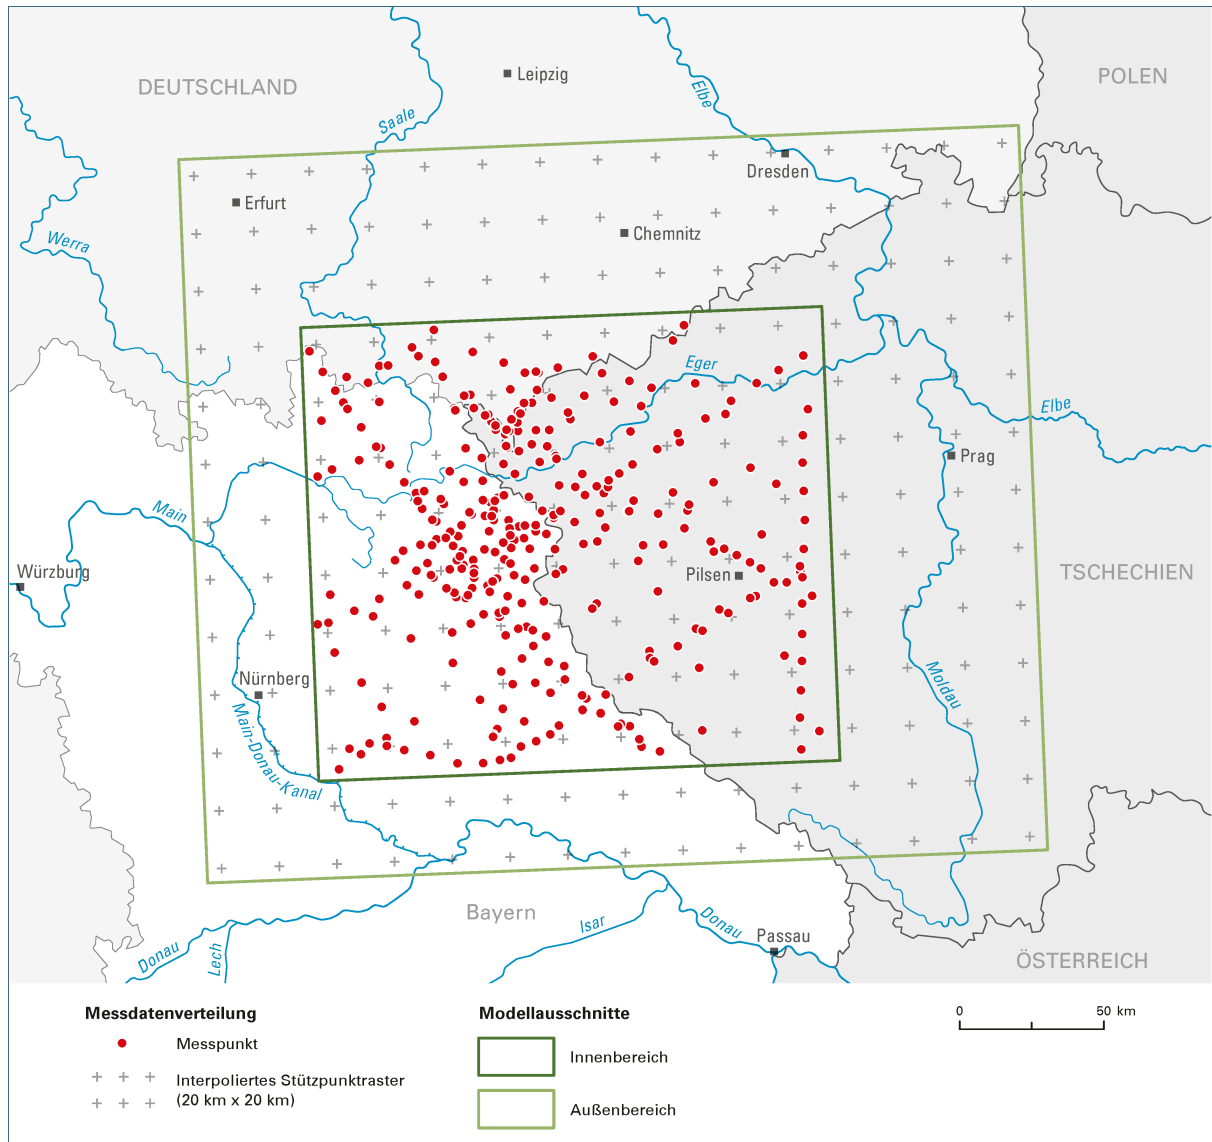 Leipzig
DEUTSCHLAND
POLEN
Elbe
Saale
Dresden
Erfurt
Chemnitz
Werra
Eger
Elbe
Prag
Main
Würzburg
Pilsen
TSCHECHIEN
Nürnberg
Moldau
Main-Donau-Kanal
Bayern
Isar
Donau
Passau
Donau
Lech
ÖSTERREICH
Messdatenverteilung
Messpunkt
Interpoliertes Stützpunktraster
(20 km x 20 km)
Modellausschnitte
Innenbereich
Außenbereich
0 50 km